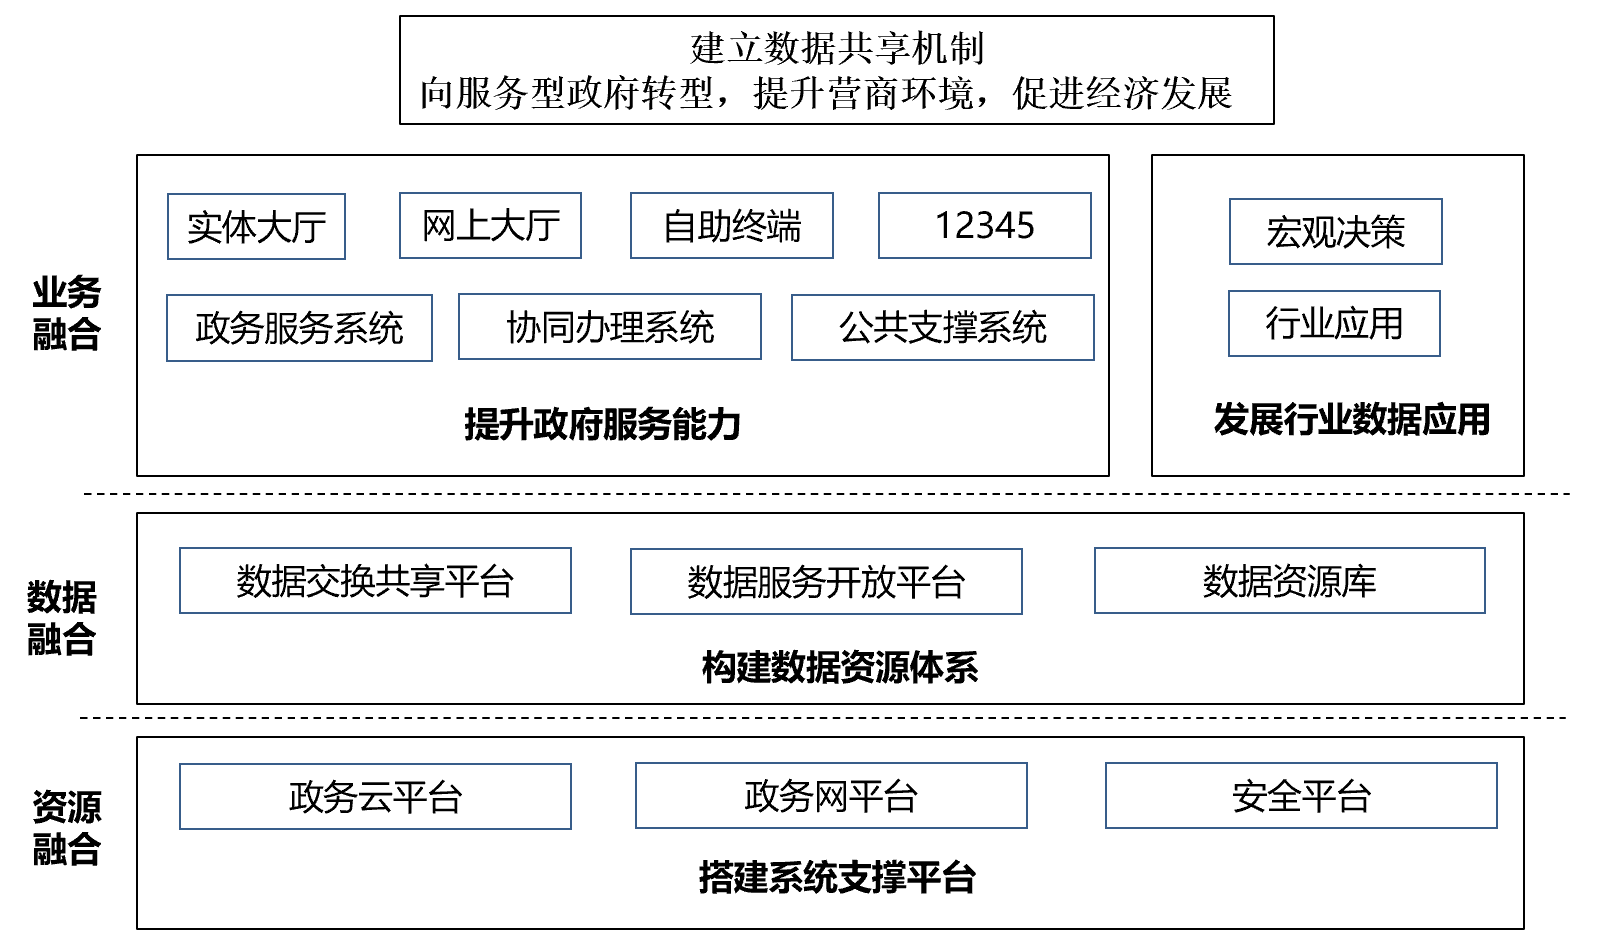 建立数据共享机制
向服务型政府转型，提升营商环境，促进经济发展
业务
融合
实体大厅
网上大厅
自助终端
12345
政务服务系统
协同办理系统
公共支撑系统
提升政府服务能力
宏观决策
行业应用
发展行业数据应用
数据
融合
数据交换共享平台
数据服务开放平台
数据资源库
构建数据资源体系
资源
融合
政务云平台
政务网平台
安全平台
搭建系统支撑平台